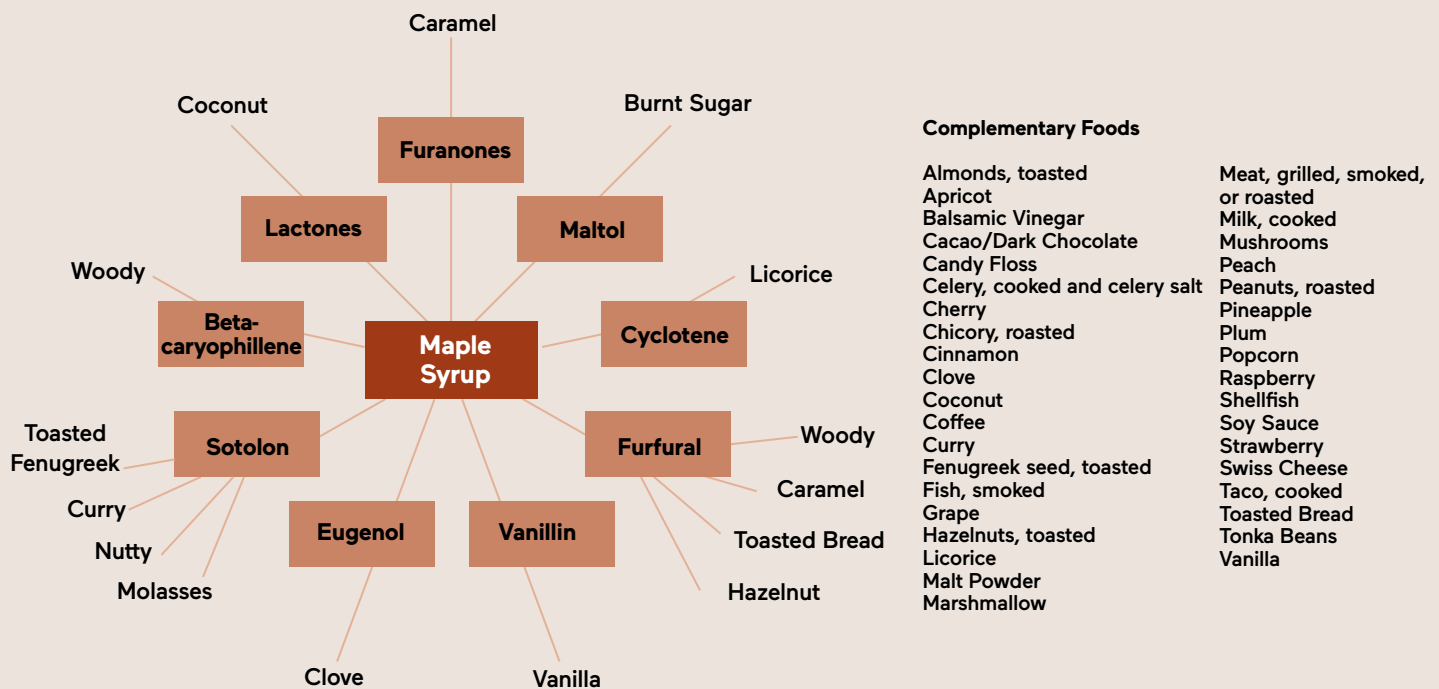 Caramel
Coconut
Burnt Sugar
Furanones
Lactones
Maltol
Woody
Licorice
Beta-
caryophillene
Maple
Syrup
Cyclotene
Toasted
Fenugreek
Sotolon
Furfural
Woody
Curry
Caramel
Nutty
Eugenol
Vanillin
Toasted Bread
Molasses
Hazelnut
Clove
Vanilla
Complementary Foods
Almonds, toasted
Apricot
Balsamic Vinegar
Cacao/Dark Chocolate
Candy Floss
Celery, cooked and celery salt
Cherry
Chicory, roasted
Cinnamon
Clove
Coconut
Coffee
Curry
Fenugreek seed, toasted
Fish, smoked
Grape
Hazelnuts, toasted
Licorice
Malt Powder
Marshmallow
Meat, grilled, smoked,
or roasted
Milk, cooked
Mushrooms
Peach
Peanuts, roasted
Pineapple
Plum
Popcorn
Raspberry
Shellfish
Soy Sauce
Strawberry
Swiss Cheese
Taco, cooked
Toasted Bread
Tonka Beans
Vanilla